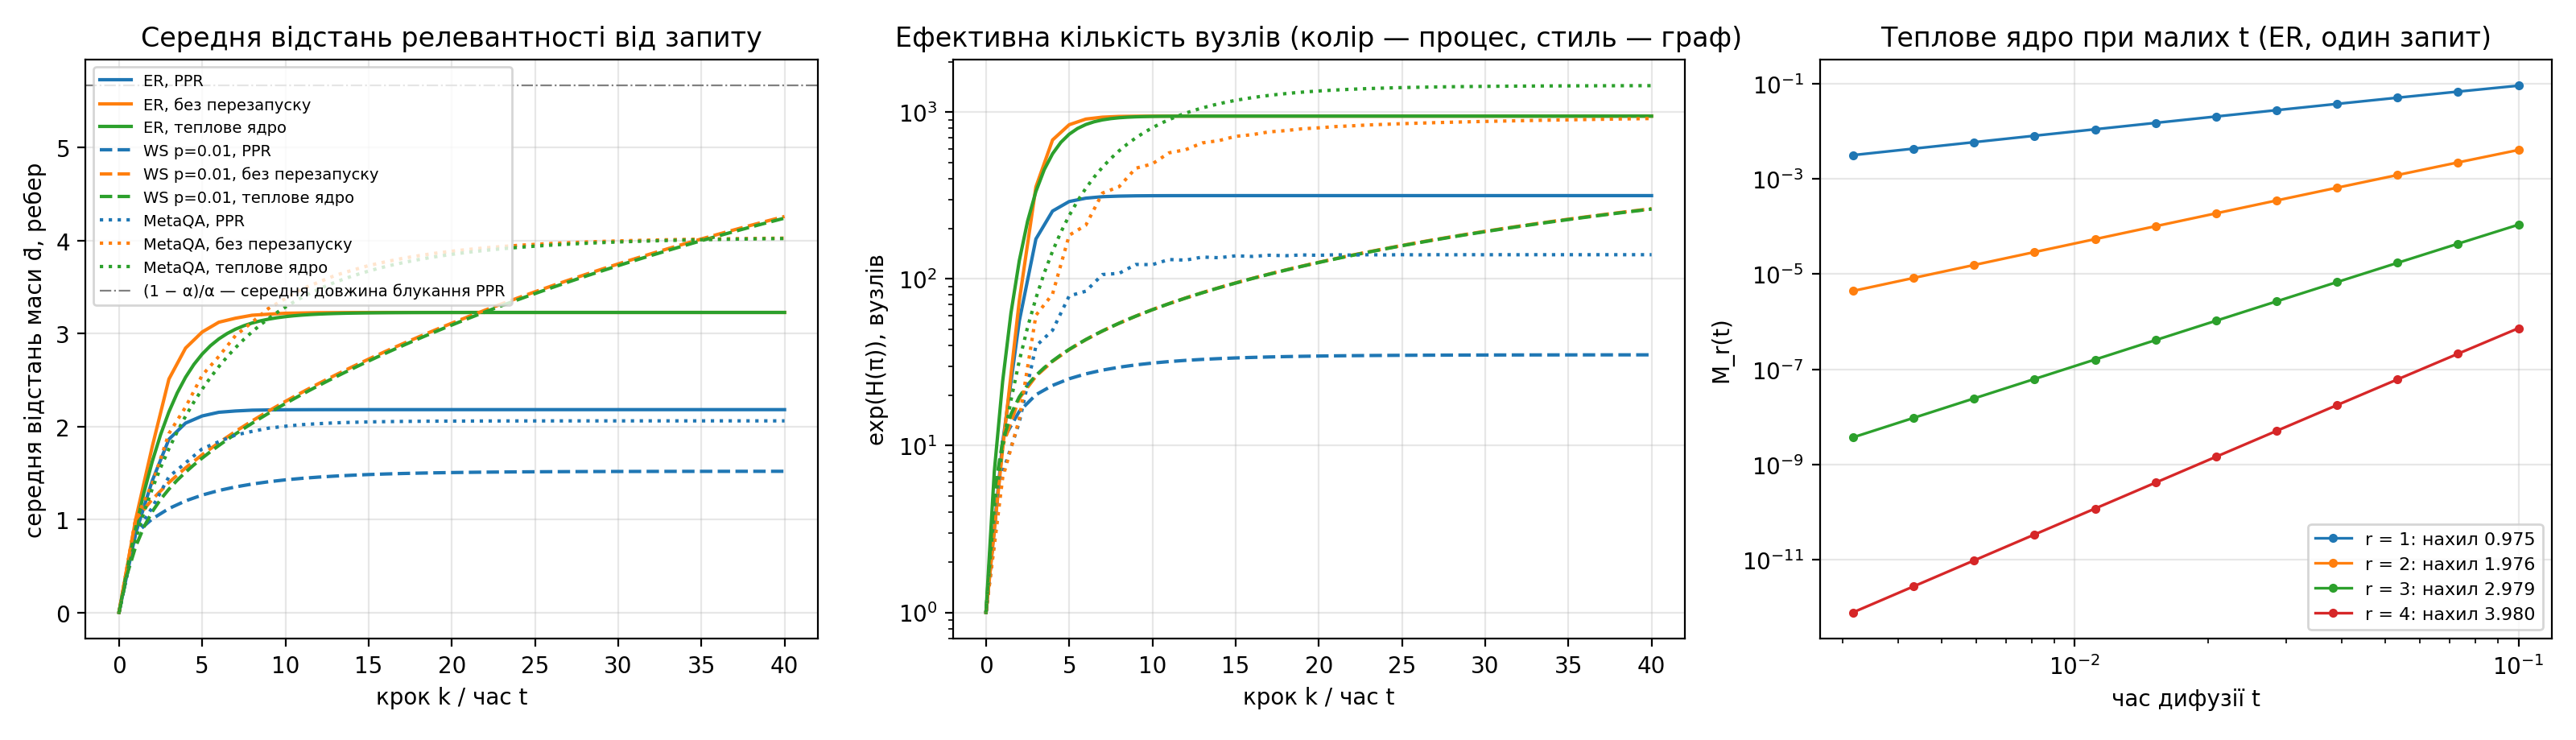 Середня відстань релевантності від запиту
середня відстань маси d̄, ребер
5
4
3
2
1
0
ER, PPR
ER, без перезапуску
ER, теплове ядро
WS p=0.01, PPR
WS p=0.01, без перезапуску
WS p=0.01, теплове ядро
MetaQA, PPR
MetaQA, без перезапуску
MetaQA, теплове ядро
(1 − α)/α — середня довжина блукання PPR
0 5 10 15 20 25 30 35 40
крок k / час t
Ефективна кількість вузлів (колір — процес, стиль — граф)
exp(H(π)), вузлів
10³
10²
10¹
10⁰
0 5 10 15 20 25 30 35 40
крок k / час t
Теплове ядро при малих t (ER, один запит)
M_r(t)
10⁻¹
10⁻³
10⁻⁵
10⁻⁷
10⁻⁹
10⁻¹¹
r = 1: нахил 0.975
r = 2: нахил 1.976
r = 3: нахил 2.979
r = 4: нахил 3.980
10⁻² 10⁻¹
час дифузії t